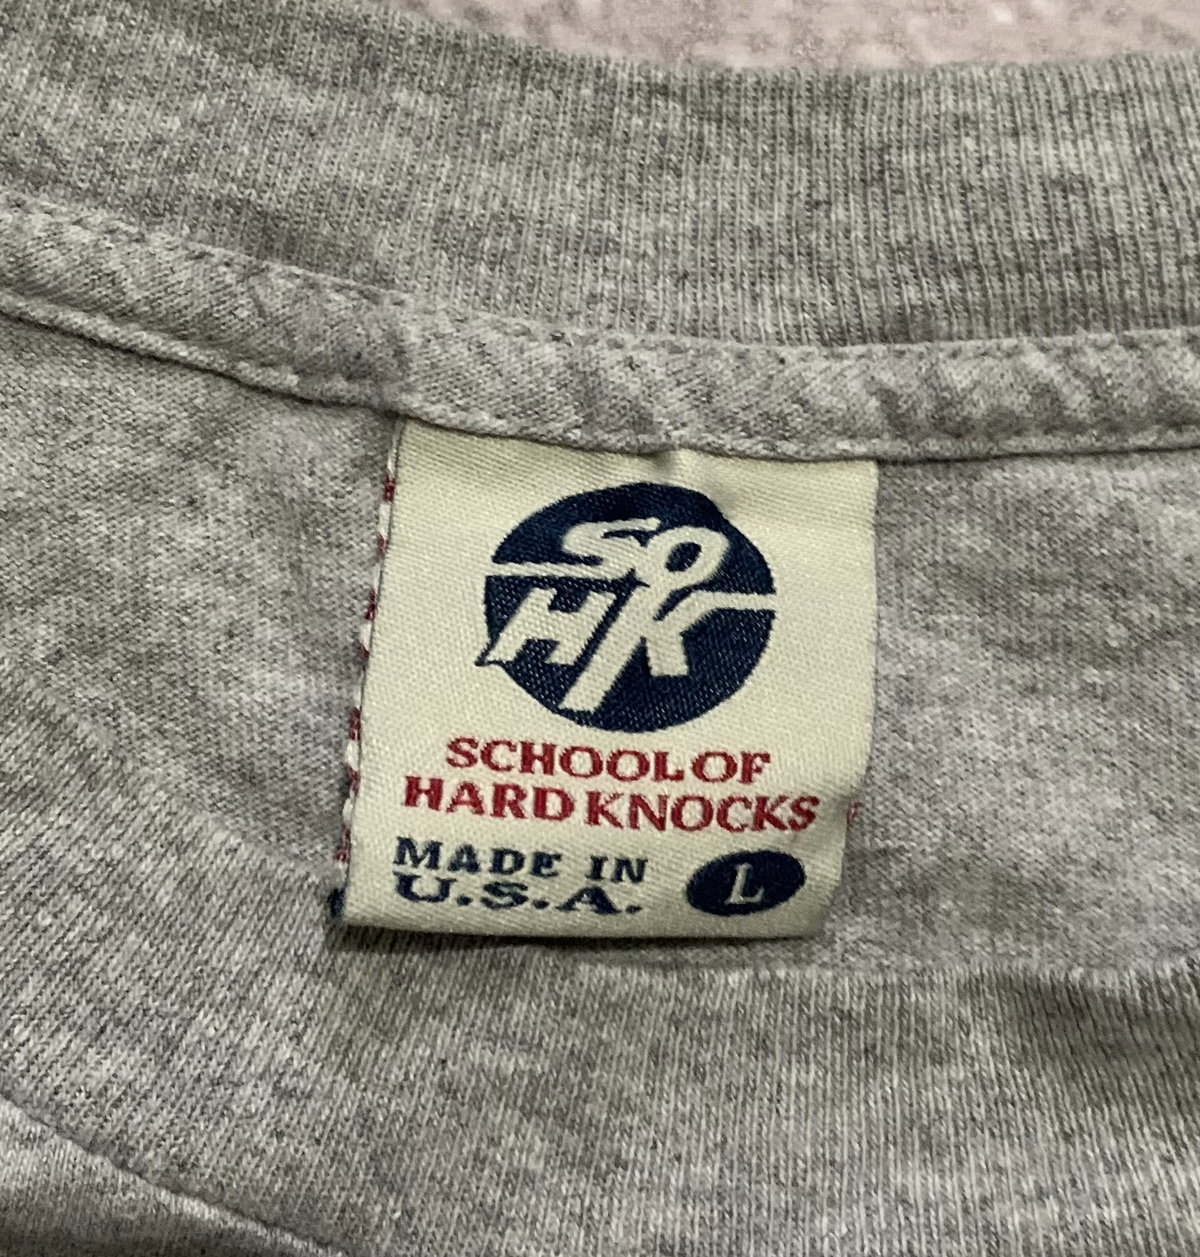 SO
HK
SCHOOL OF
HARD KNOCKS
MADE IN
U.S.A.
L